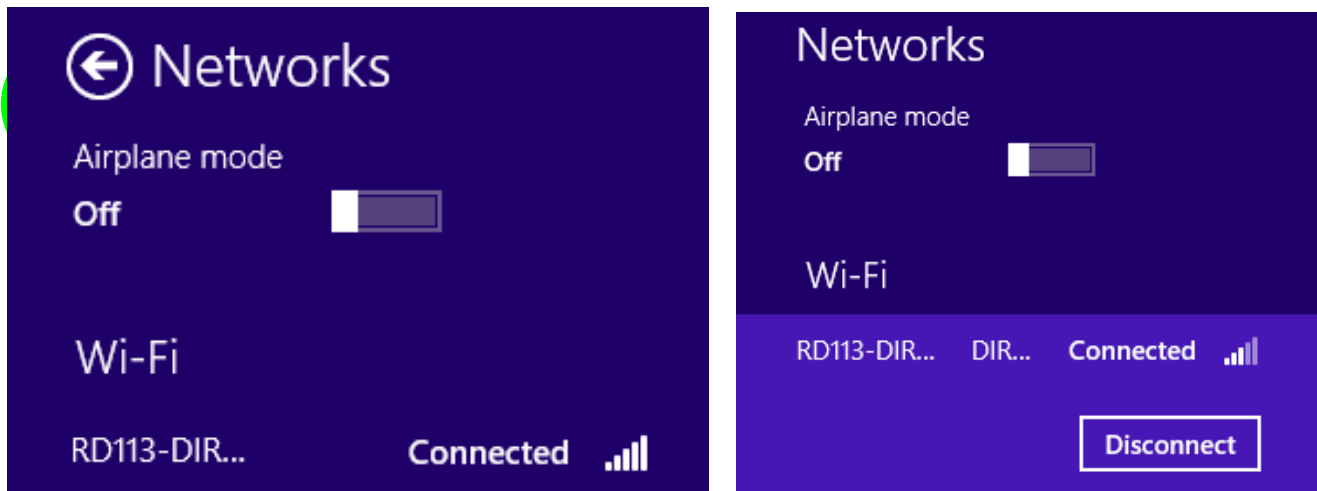 Networks
Airplane mode
Off
Wi-Fi
RD113-DIR... Connected
Networks
Airplane mode
Off
Wi-Fi
RD113-DIR... DIR... Connected
Disconnect